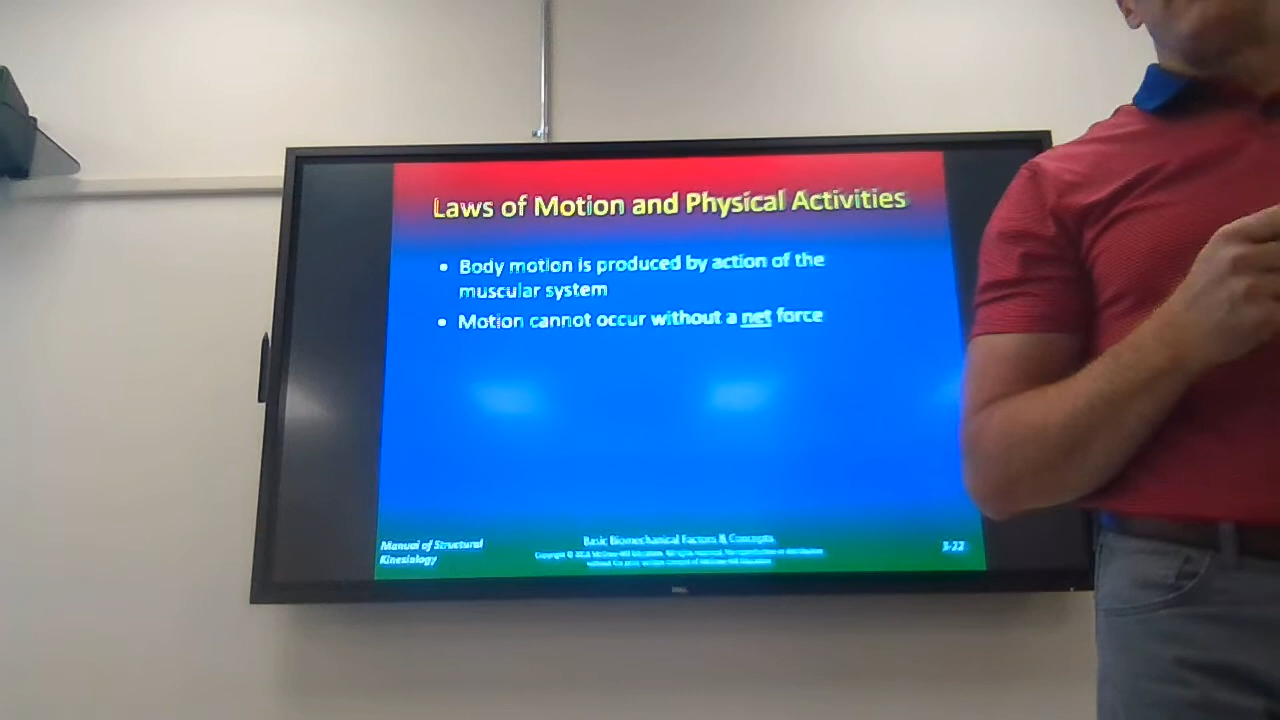 Laws of Motion and Physical Activities
• Body motion is produced by action of the
muscular system
• Motion cannot occur without a net force
Manual of Structural
Kinesiology
Basic Biomechanical Factors & Concepts
3-22
DELL